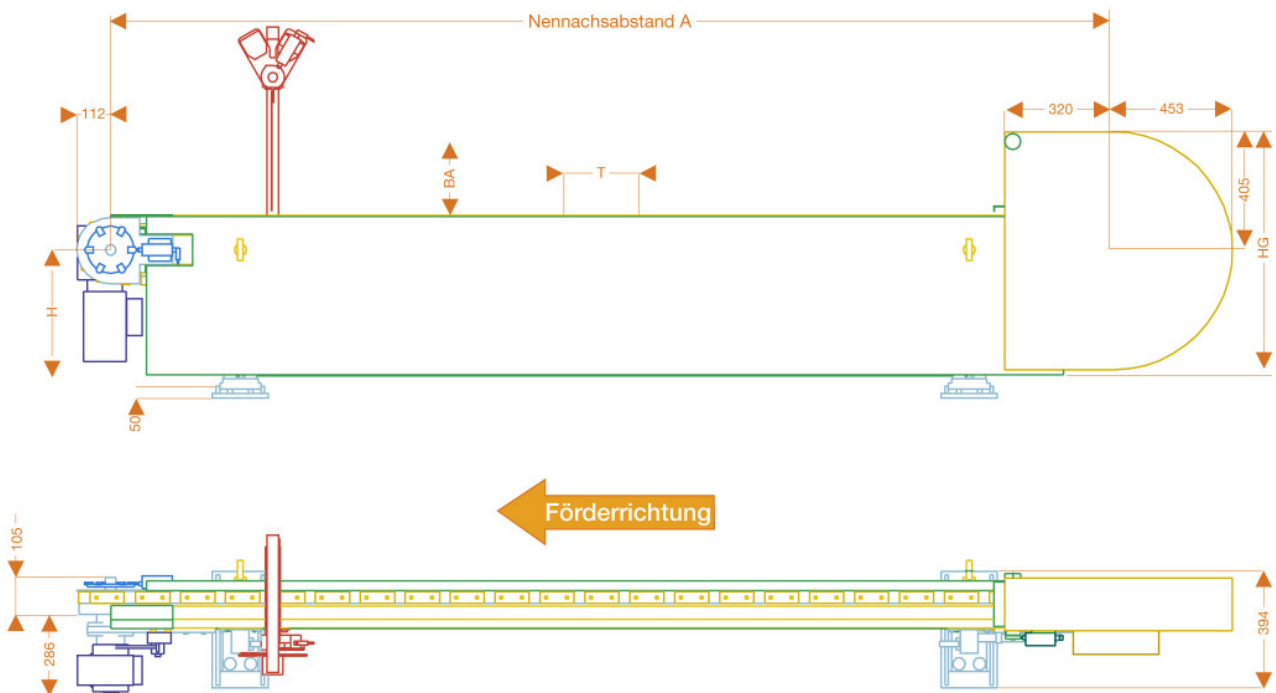 Nennachsabstand A
112
320
453
BA
T
405
HG
H
50
Förderrichtung
105
286
394